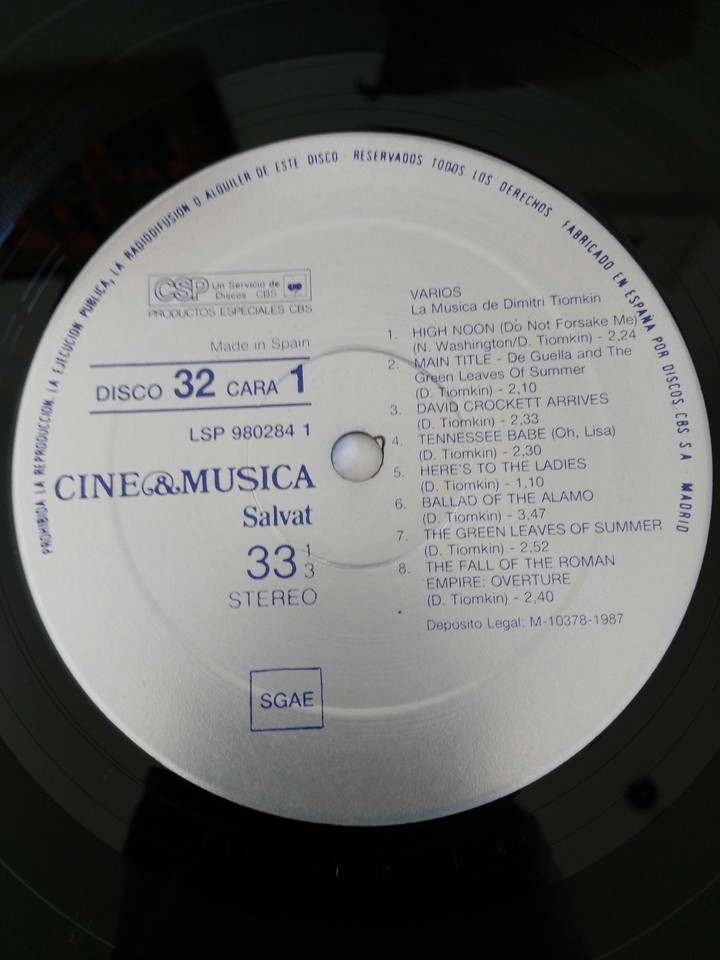 PROHIBIDA LA REPRODUCCION. LA EJECUCION PUBLICA, LA RADIODIFUSION O ALQUILER DE ESTE DISCO · RESERVADOS TODOS LOS DERECHOS FABRICADO EN ESPAÑA POR DISCOS CBS S A · MADRID
CSP Un Servicio de
Discos CBS
PRODUCTOS ESPECIALES CBS
Made in Spain
DISCO 32 CARA 1
LSP 980284 1
CINE&MUSICA
Salvat
33 1/3
STEREO
SGAE
VARIOS
La Música de Dimitri Tiomkin
1. HIGH NOON (Do Not Forsake Me)
(N. Washington/D. Tiomkin) - 2,24
2. MAIN TITLE - De Guella and The
Green Leaves Of Summer
(D. Tiomkin) - 2,10
3. DAVID CROCKETT ARRIVES
(D. Tiomkin) - 2,33
4. TENNESSEE BABE (Oh, Lisa)
(D. Tiomkin) - 2,30
5. HERE'S TO THE LADIES
(D. Tiomkin) - 1,10
6. BALLAD OF THE ALAMO
(D. Tiomkin) - 3,47
7. THE GREEN LEAVES OF SUMMER
(D. Tiomkin) - 2,52
8. THE FALL OF THE ROMAN
EMPIRE: OVERTURE
(D. Tiomkin) - 2,40
Depósito Legal: M-10378-1987